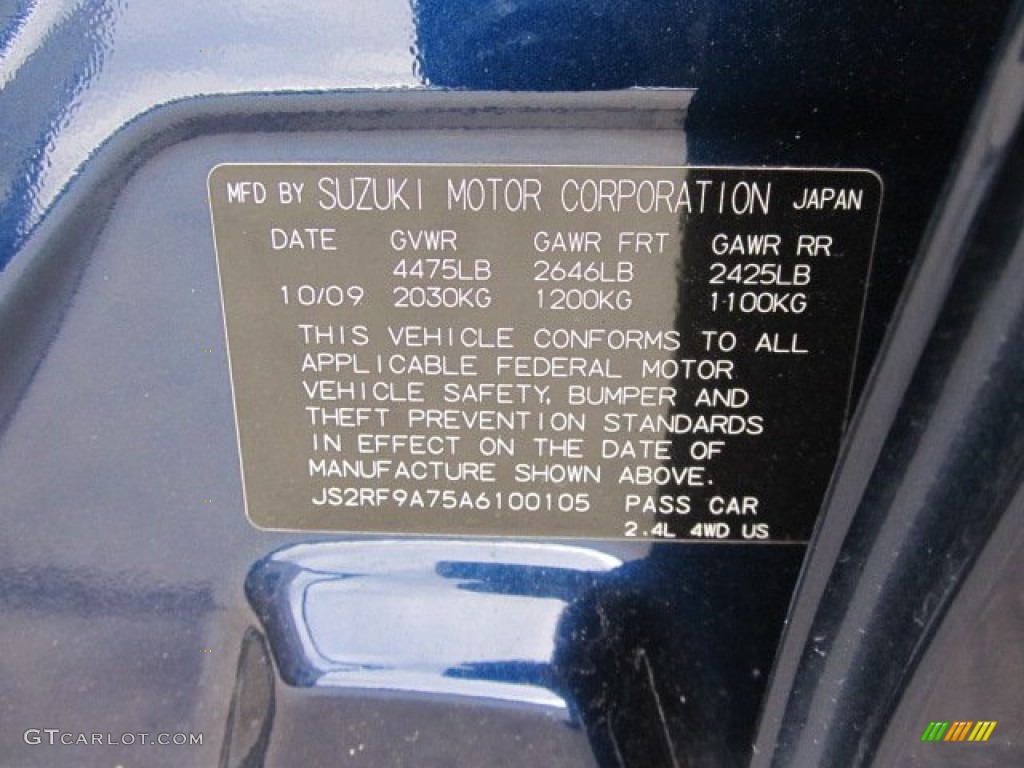 MFD BY SUZUKI MOTOR CORPORATION JAPAN
DATE GVWR GAWR FRT GAWR RR
4475LB 2646LB 2425LB
10/09 2030KG 1200KG 1100KG
THIS VEHICLE CONFORMS TO ALL
APPLICABLE FEDERAL MOTOR
VEHICLE SAFETY, BUMPER AND
THEFT PREVENTION STANDARDS
IN EFFECT ON THE DATE OF
MANUFACTURE SHOWN ABOVE.
JS2RF9A75A6100105 PASS CAR
2.4L 4WD US
GTCARLOT.COM